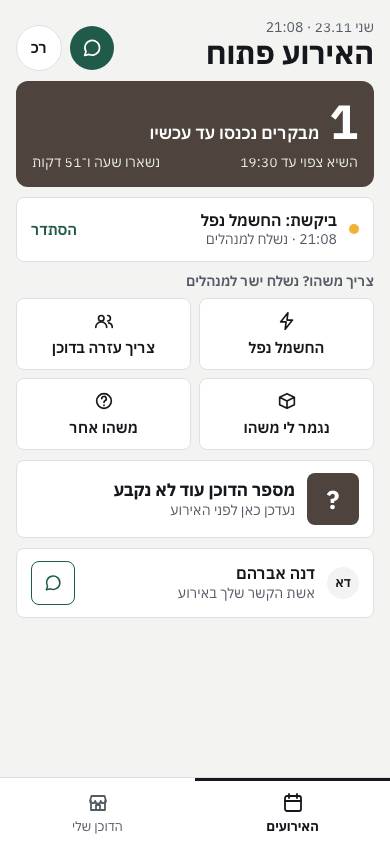 שני 23.11 · 21:08
האירוע פתוח
רכ
1 מבקרים נכנסו עד עכשיו
השיא צפוי עד 19:30
נשארו שעה ו־51 דקות
ביקשת: החשמל נפל
21:08 · נשלח למנהלים
הסתדר
צריך משהו? נשלח ישר למנהלים
החשמל נפל
צריך עזרה בדוכן
נגמר לי משהו
משהו אחר
?
מספר הדוכן עוד לא נקבע
נעדכן כאן לפני האירוע
דא
דנה אברהם
אשת הקשר שלך באירוע
האירועים
הדוכן שלי